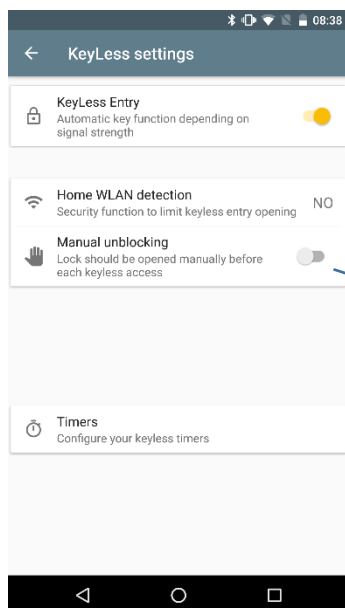 08:38
KeyLess settings
KeyLess Entry
Automatic key function depending on
signal strength
Home WLAN detection
Security function to limit keyless entry opening
NO
Manual unblocking
Lock should be opened manually before
each keyless access
Timers
Configure your keyless timers